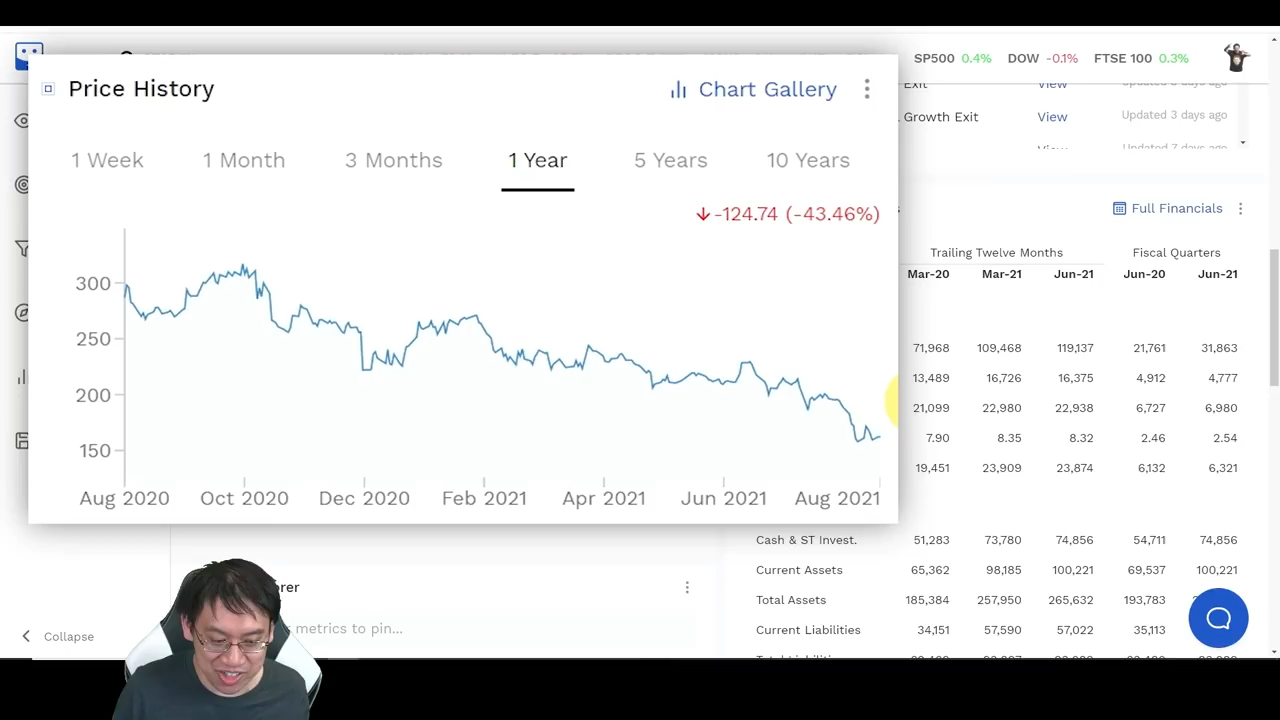 SP500 0.4% DOW -0.1% FTSE 100 0.3%
Price History
Chart Gallery
1 Week 1 Month 3 Months 1 Year 5 Years 10 Years
-124.74 (-43.46%)
300
250
200
150
Aug 2020 Oct 2020 Dec 2020 Feb 2021 Apr 2021 Jun 2021 Aug 2021
Exit View Updated 3 days ago
Growth Exit View Updated 3 days ago
View Updated 7 days ago
Full Financials
Trailing Twelve Months Fiscal Quarters
Mar-20 Mar-21 Jun-21 Jun-20 Jun-21
71,968 109,468 119,137 21,761 31,863
13,489 16,726 16,375 4,912 4,777
21,099 22,980 22,938 6,727 6,980
7.90 8.35 8.32 2.46 2.54
19,451 23,909 23,874 6,132 6,321
Cash & ST Invest. 51,283 73,780 74,856 54,711 74,856
Current Assets 65,362 98,185 100,221 69,537 100,221
Total Assets 185,384 257,950 265,632 193,783
Current Liabilities 34,151 57,590 57,022 35,113
metrics to pin...
Collapse